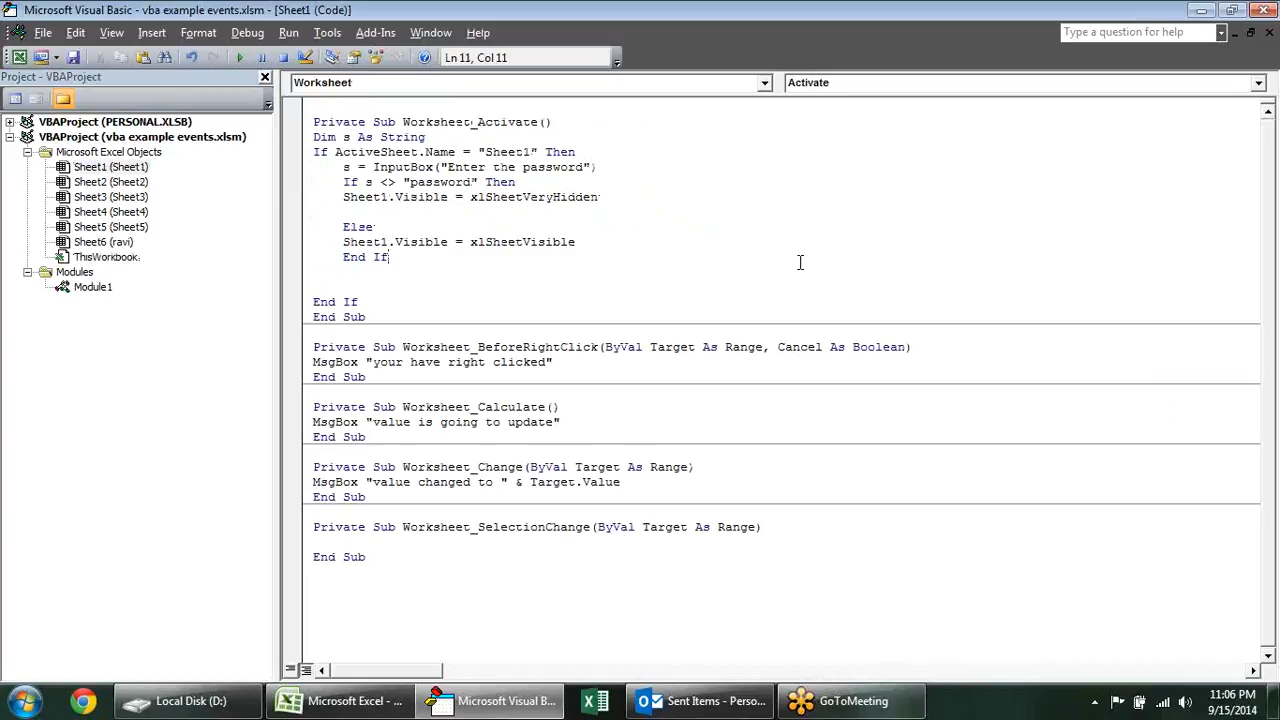 Microsoft Visual Basic - vba example events.xlsm - [Sheet1 (Code)]
File Edit View Insert Format Debug Run Tools Add-Ins Window Help
Type a question for help
Ln 11, Col 11
Project - VBAProject
Worksheet
Activate
VBAProject (PERSONAL.XLSB)
VBAProject (vba example events.xlsm)
Microsoft Excel Objects
Sheet1 (Sheet1)
Sheet2 (Sheet2)
Sheet3 (Sheet3)
Sheet4 (Sheet4)
Sheet5 (Sheet5)
Sheet6 (ravi)
ThisWorkbook
Modules
Module1
Private Sub Worksheet_Activate()
Dim s As String
If ActiveSheet.Name = "Sheet1" Then
s = InputBox("Enter the password")
If s <> "password" Then
Sheet1.Visible = xlSheetVeryHidden
Else
Sheet1.Visible = xlSheetVisible
End If
End If
End Sub
Private Sub Worksheet_BeforeRightClick(ByVal Target As Range, Cancel As Boolean)
MsgBox "your have right clicked"
End Sub
Private Sub Worksheet_Calculate()
MsgBox "value is going to update"
End Sub
Private Sub Worksheet_Change(ByVal Target As Range)
MsgBox "value changed to " & Target.Value
End Sub
Private Sub Worksheet_SelectionChange(ByVal Target As Range)
End Sub
Local Disk (D:)
Microsoft Excel - ...
Microsoft Visual B...
Sent Items - Perso...
GoToMeeting
11:06 PM
9/15/2014